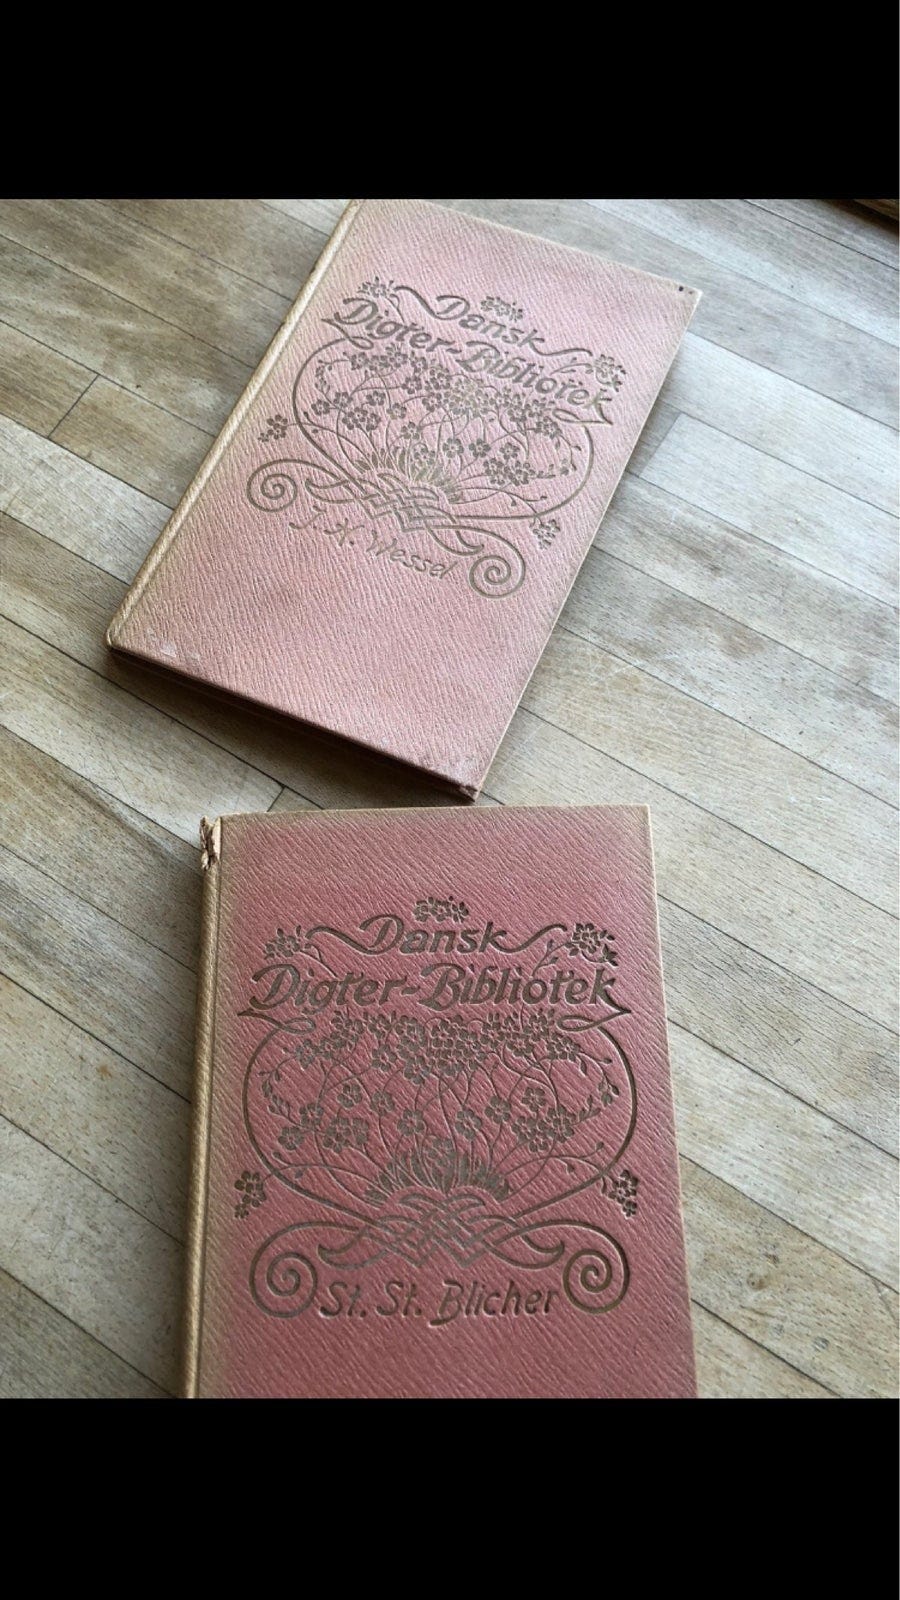 Dansk
Digter-Bibliotek
J. H. Wessel
Dansk
Digter-Bibliotek
St. St. Blicher